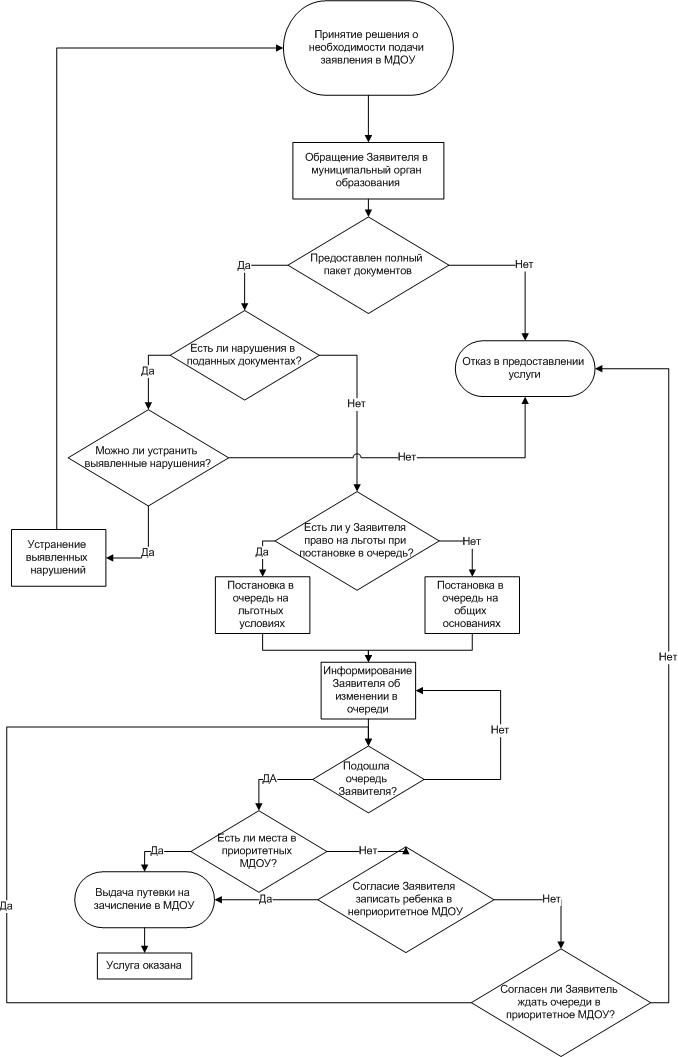 Принятие решения о
необходимости подачи
заявления в МДОУ
Обращение Заявителя в
муниципальный орган
образования
Предоставлен полный
пакет документов
Да
Нет
Есть ли нарушения в
поданных документах?
Отказ в предоставлении
услуги
Да
Нет
Можно ли устранить
выявленные нарушения?
Нет
Устранение
выявленных
нарушений
Да
Есть ли у Заявителя
право на льготы при
постановке в очередь?
Да
Нет
Постановка в
очередь на
льготных
условиях
Постановка в
очередь на
общих
основаниях
Нет
Информирование
Заявителя об
изменении в
очереди
Нет
Подошла
очередь
Заявителя?
ДА
Есть ли места в
приоритетных
МДОУ?
Да
Нет
Выдача путевки на
зачисление в МДОУ
Да
Согласие Заявителя
записать ребенка в
неприоритетное МДОУ
Нет
Да
Услуга оказана
Согласен ли Заявитель
ждать очереди в
приоритетное МДОУ?